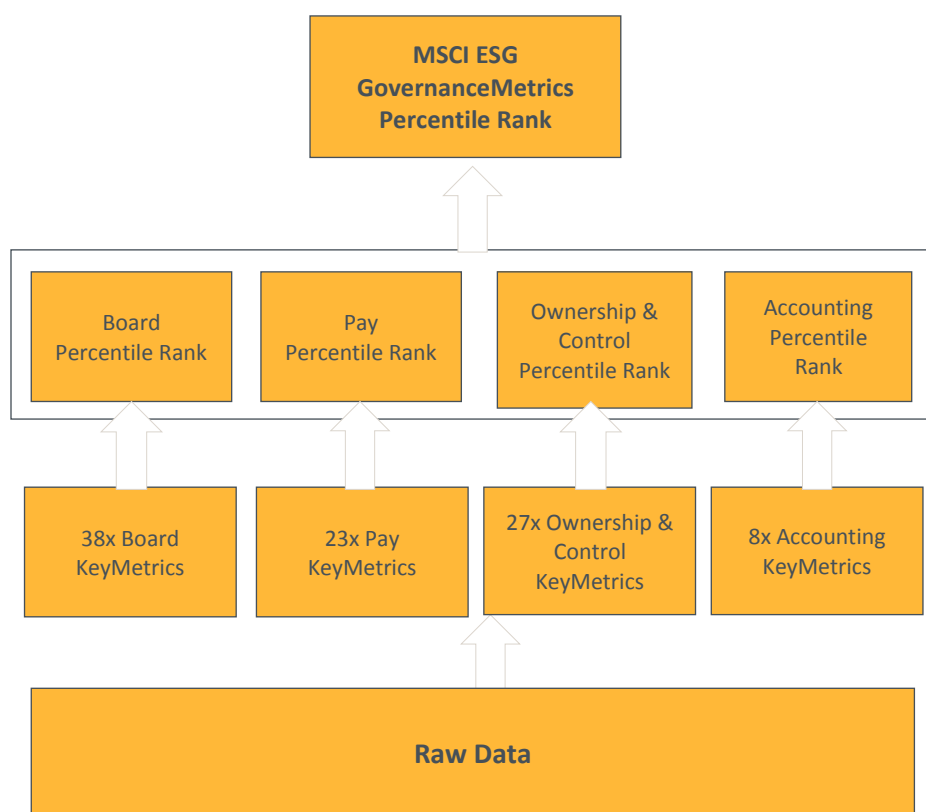 MSCI ESG
GovernanceMetrics
Percentile Rank
Board
Percentile Rank
Pay
Percentile Rank
Ownership &
Control
Percentile Rank
Accounting
Percentile
Rank
38x Board
KeyMetrics
23x Pay
KeyMetrics
27x Ownership &
Control
KeyMetrics
8x Accounting
KeyMetrics
Raw Data